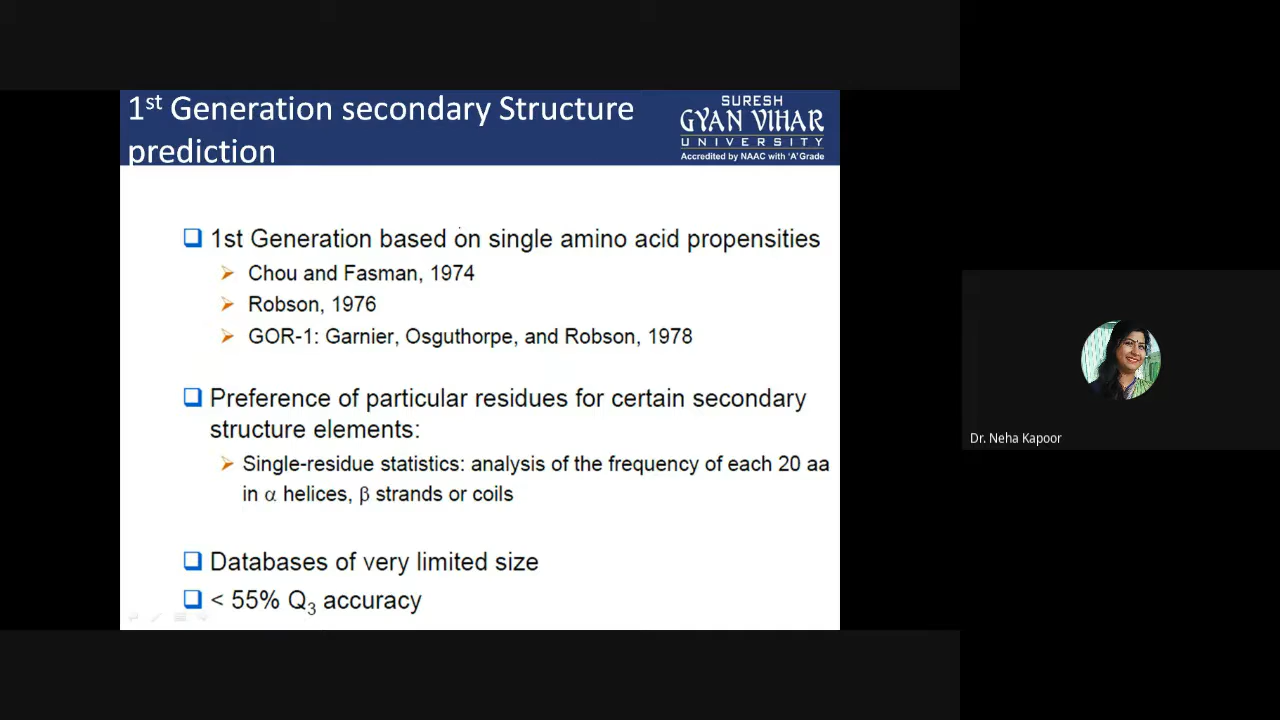 1st Generation secondary Structure
prediction
SURESH
GYAN VIHAR
UNIVERSITY
Accredited by NAAC with 'A' Grade
1st Generation based on single amino acid propensities
Chou and Fasman, 1974
Robson, 1976
GOR-1: Garnier, Osguthorpe, and Robson, 1978
Preference of particular residues for certain secondary
structure elements:
Single-residue statistics: analysis of the frequency of each 20 aa
in α helices, β strands or coils
Databases of very limited size
< 55% Q3 accuracy
Dr. Neha Kapoor